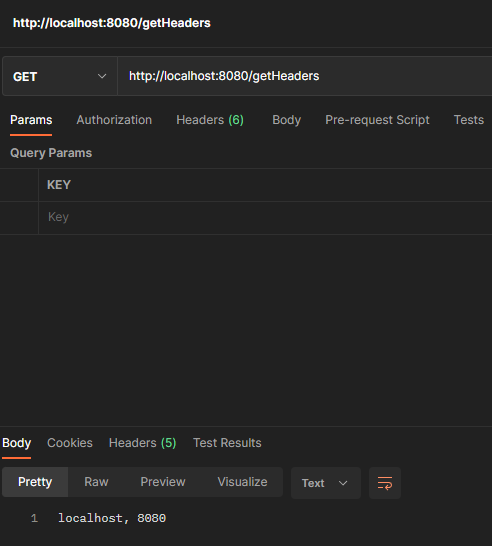 http://localhost:8080/getHeaders
GET http://localhost:8080/getHeaders
Params Authorization Headers (6) Body Pre-request Script Tests
Query Params
KEY
Key
Body Cookies Headers (5) Test Results
Pretty Raw Preview Visualize Text
1 localhost, 8080